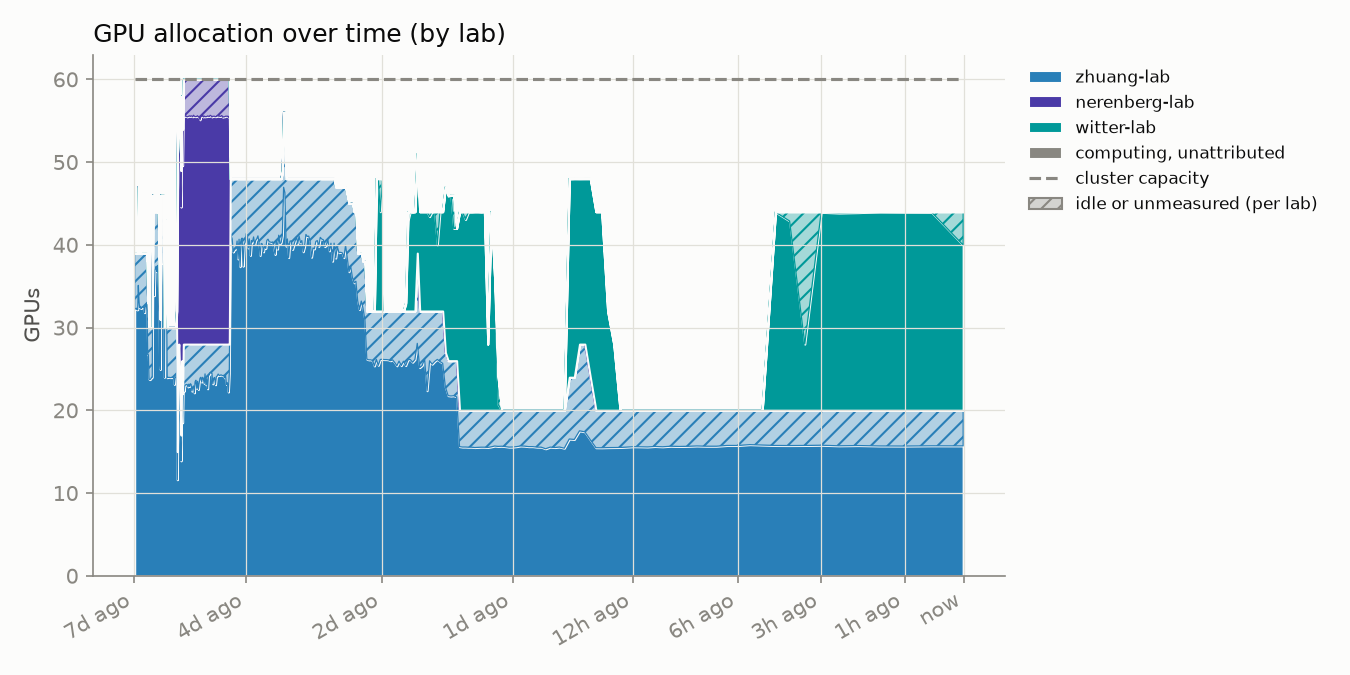 GPU allocation over time (by lab)
GPUs
60
50
40
30
20
10
0
7d ago
4d ago
2d ago
1d ago
12h ago
6h ago
3h ago
1h ago
now
zhuang-lab
nerenberg-lab
witter-lab
computing, unattributed
cluster capacity
idle or unmeasured (per lab)